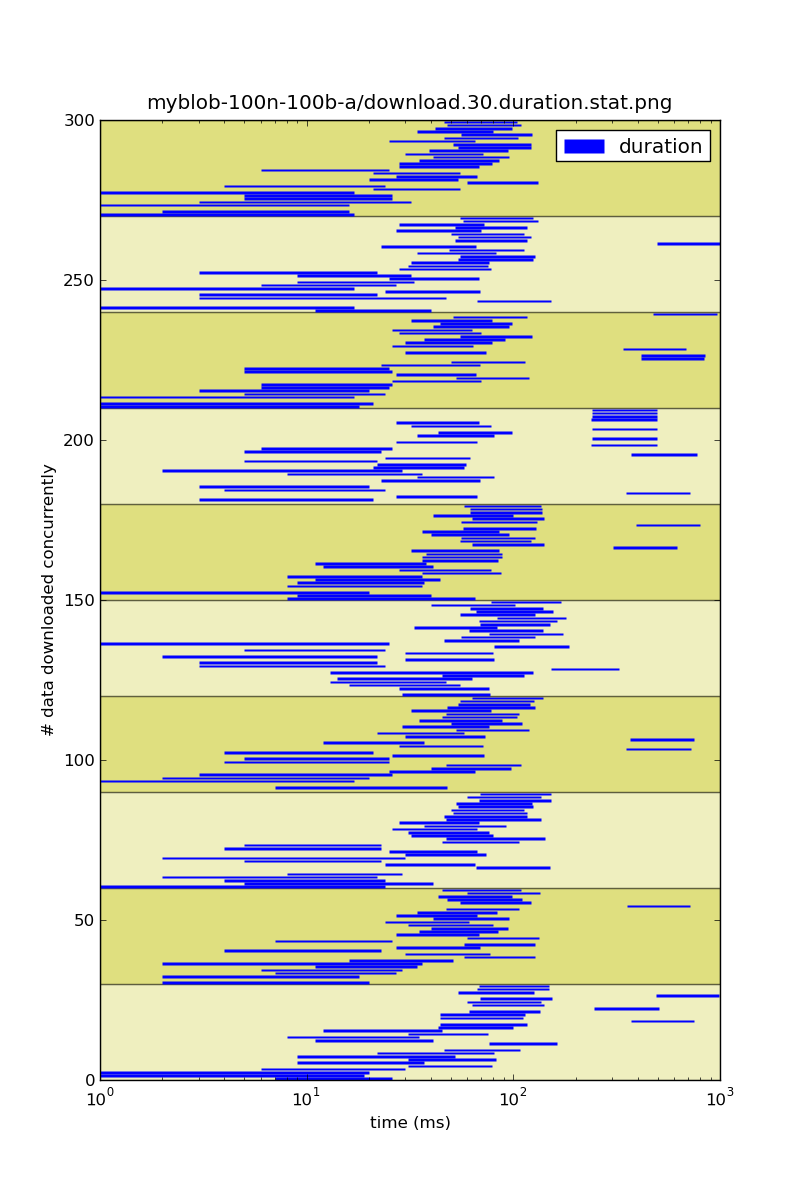 myblob-100n-100b-a/download.30.duration.stat.png
duration
# data downloaded concurrently
300
250
200
150
100
50
0
10^0 10^1 10^2 10^3
time (ms)